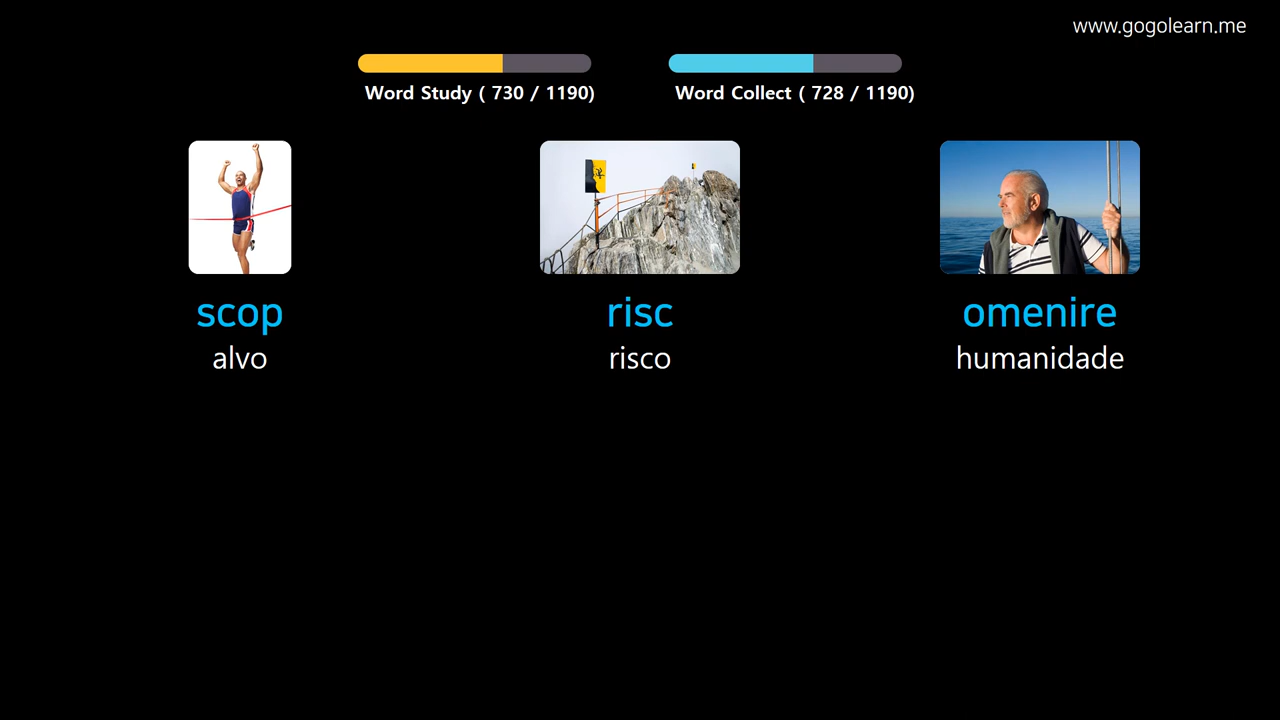 www.gogolearn.me
Word Study ( 730 / 1190)
Word Collect ( 728 / 1190)
scop
risc
omenire
alvo
risco
humanidade